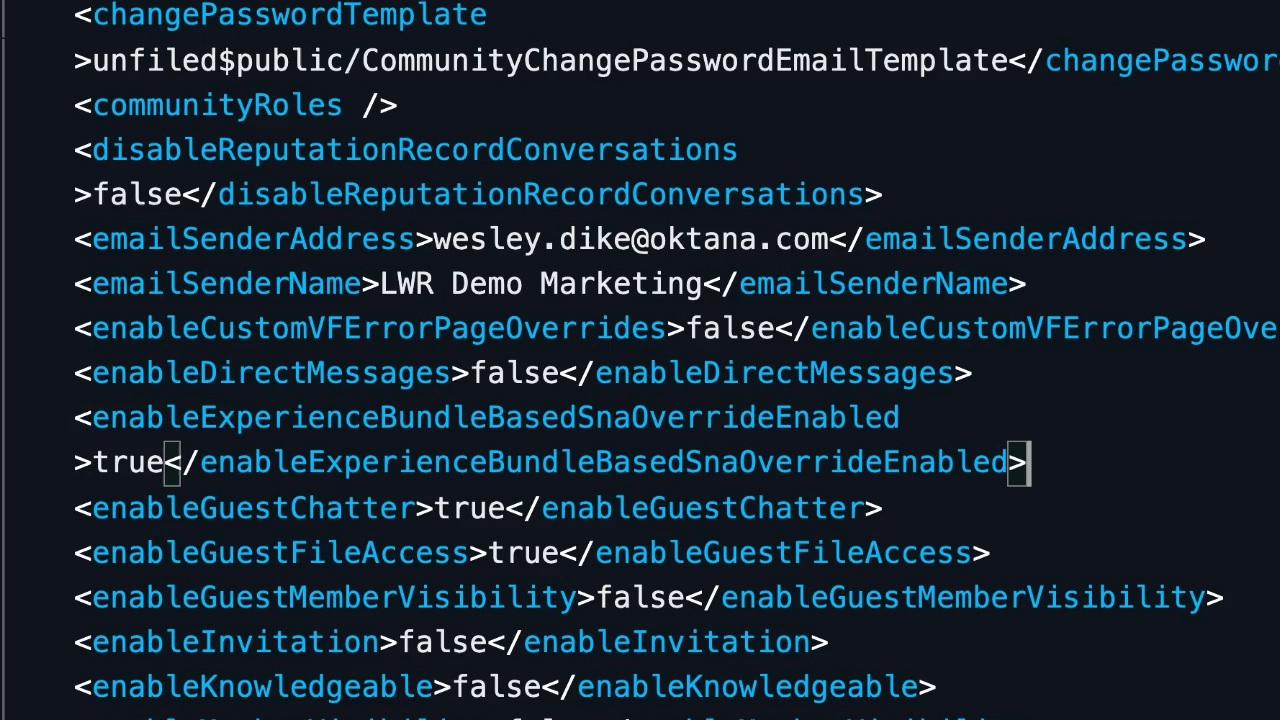 <changePasswordTemplate
>unfiled$public/CommunityChangePasswordEmailTemplate</changePasswor
<communityRoles />
<disableReputationRecordConversations
>false</disableReputationRecordConversations>
<emailSenderAddress>wesley.dike@oktana.com</emailSenderAddress>
<emailSenderName>LWR Demo Marketing</emailSenderName>
<enableCustomVFErrorPageOverrides>false</enableCustomVFErrorPageOve
<enableDirectMessages>false</enableDirectMessages>
<enableExperienceBundleBasedSnaOverrideEnabled
>true</enableExperienceBundleBasedSnaOverrideEnabled>
<enableGuestChatter>true</enableGuestChatter>
<enableGuestFileAccess>true</enableGuestFileAccess>
<enableGuestMemberVisibility>false</enableGuestMemberVisibility>
<enableInvitation>false</enableInvitation>
<enableKnowledgeable>false</enableKnowledgeable>